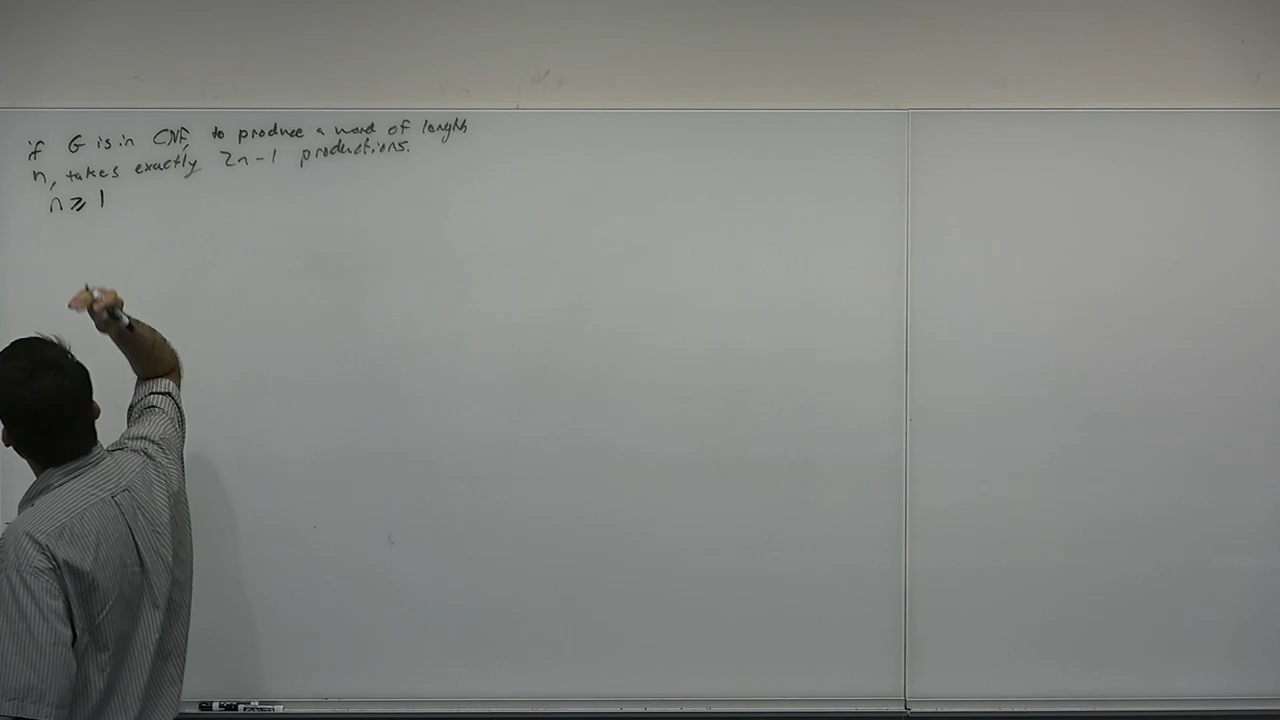 if G is in CNF, to produce a word of length
n, takes exactly 2n-1 productions.
n ≥ 1